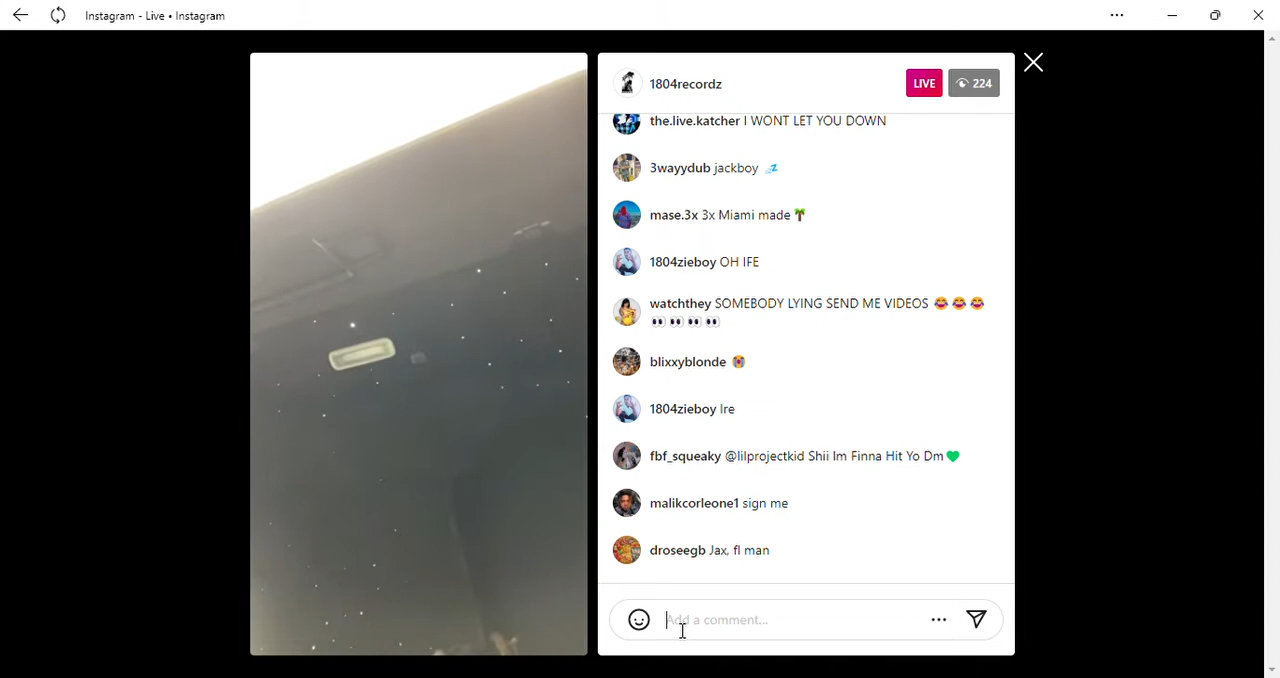 Instagram - Live • Instagram
1804recordz
LIVE
224
the.live.katcher I WONT LET YOU DOWN
3wayydub jackboy 💤
mase.3x 3x Miami made🌴
1804zieboy OH IFE
watchthey SOMEBODY LYING SEND ME VIDEOS 😂 😂 😂
👀 👀 👀 👀
blixxyblonde 😭
1804zieboy Ire
fbf_squeaky @lilprojectkid Shii Im Finna Hit Yo Dm💚
malikcorleone1 sign me
droseegb Jax, fl man
Add a comment...